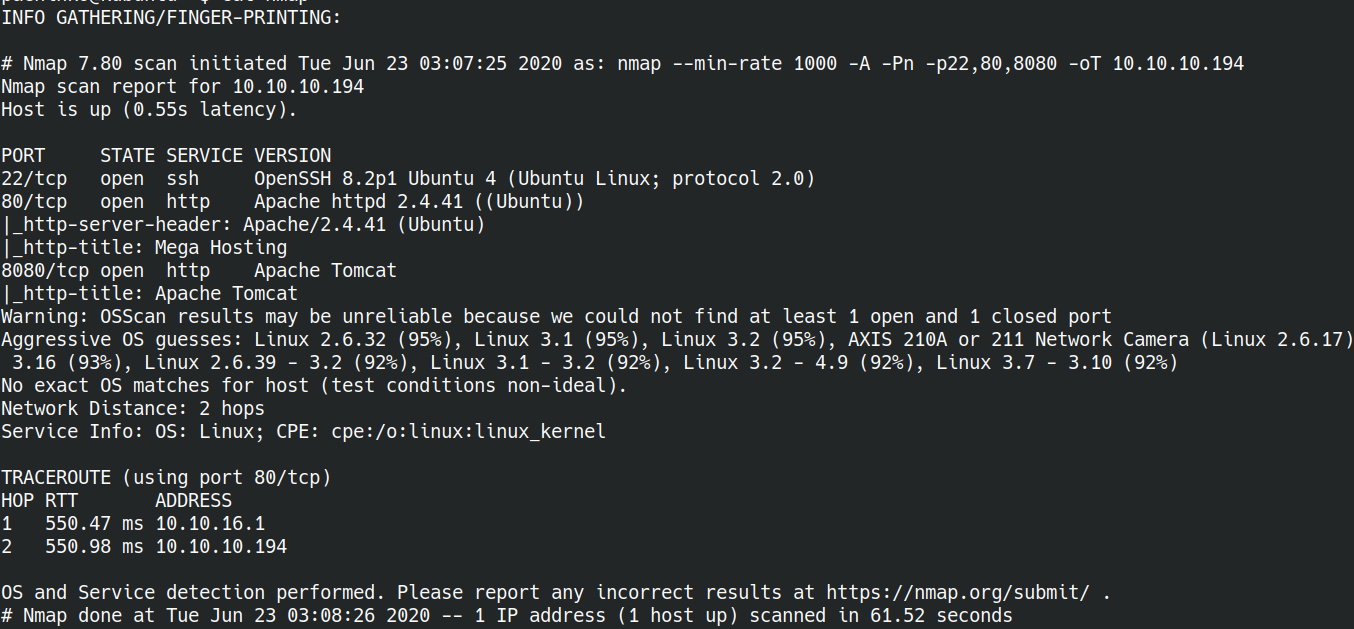 INFO GATHERING/FINGER-PRINTING:
# Nmap 7.80 scan initiated Tue Jun 23 03:07:25 2020 as: nmap --min-rate 1000 -A -Pn -p22,80,8080 -oT 10.10.10.194
Nmap scan report for 10.10.10.194
Host is up (0.55s latency).
PORT     STATE SERVICE VERSION
22/tcp   open  ssh     OpenSSH 8.2p1 Ubuntu 4 (Ubuntu Linux; protocol 2.0)
80/tcp   open  http    Apache httpd 2.4.41 ((Ubuntu))
|_http-server-header: Apache/2.4.41 (Ubuntu)
|_http-title: Mega Hosting
8080/tcp open  http    Apache Tomcat
|_http-title: Apache Tomcat
Warning: OSScan results may be unreliable because we could not find at least 1 open and 1 closed port
Aggressive OS guesses: Linux 2.6.32 (95%), Linux 3.1 (95%), Linux 3.2 (95%), AXIS 210A or 211 Network Camera (Linux 2.6.17)
 3.16 (93%), Linux 2.6.39 - 3.2 (92%), Linux 3.1 - 3.2 (92%), Linux 3.2 - 4.9 (92%), Linux 3.7 - 3.10 (92%)
No exact OS matches for host (test conditions non-ideal).
Network Distance: 2 hops
Service Info: OS: Linux; CPE: cpe:/o:linux:linux_kernel
TRACEROUTE (using port 80/tcp)
HOP RTT       ADDRESS
1   550.47 ms 10.10.16.1
2   550.98 ms 10.10.10.194
OS and Service detection performed. Please report any incorrect results at https://nmap.org/submit/ .
# Nmap done at Tue Jun 23 03:08:26 2020 -- 1 IP address (1 host up) scanned in 61.52 seconds